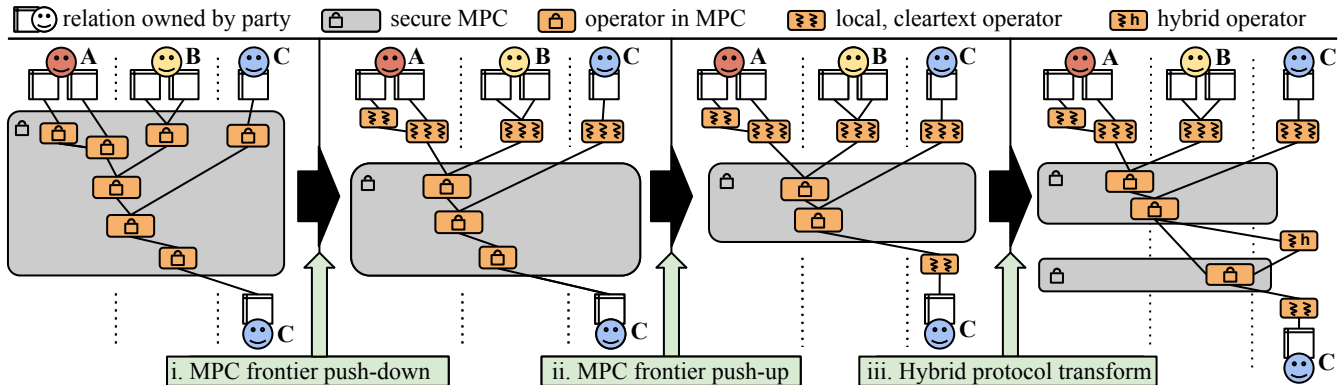 relation owned by party
secure MPC
operator in MPC
local, cleartext operator
h
hybrid operator
A B C
A B C
A B C
A B C
h
C
C
C
C
i. MPC frontier push-down
ii. MPC frontier push-up
iii. Hybrid protocol transform